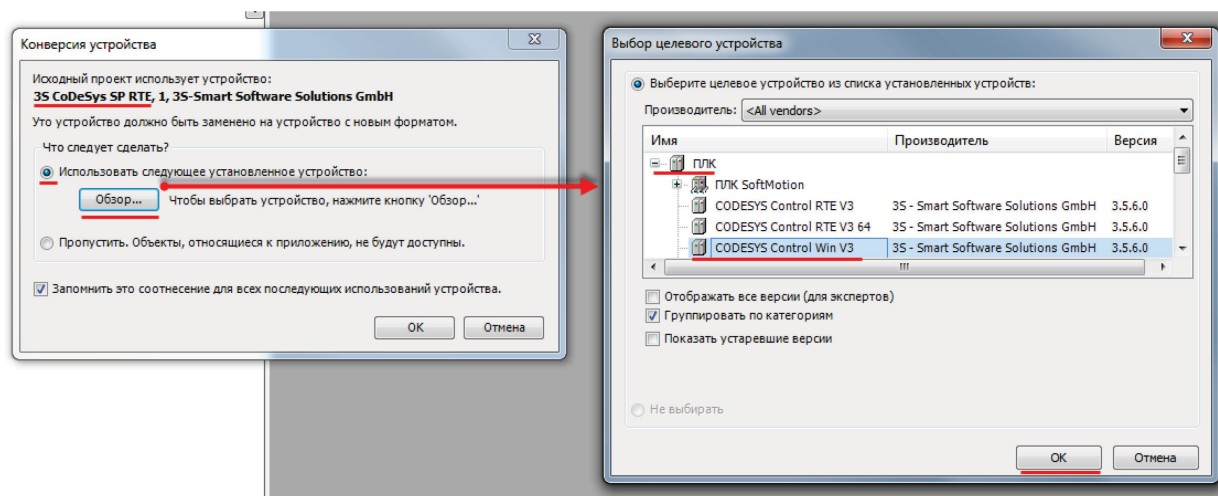 Конверсия устройства
Исходный проект использует устройство:
3S CoDeSys SP RTE, 1, 3S-Smart Software Solutions GmbH
Уто устройство должно быть заменено на устройство с новым форматом.
Что следует сделать?
Использовать следующее установленное устройство:
Обзор... Чтобы выбрать устройство, нажмите кнопку 'Обзор...'
Пропустить. Объекты, относящиеся к приложению, не будут доступны.
Запомнить это соотнесение для всех последующих использований устройства.
OK Отмена
Выбор целевого устройства
Выберите целевое устройство из списка установленных устройств:
Производитель: <All vendors>
Имя Производитель Версия
ПЛК
ПЛК SoftMotion
CODESYS Control RTE V3 3S - Smart Software Solutions GmbH 3.5.6.0
CODESYS Control RTE V3 64 3S - Smart Software Solutions GmbH 3.5.6.0
CODESYS Control Win V3 3S - Smart Software Solutions GmbH 3.5.6.0
Отображать все версии (для экспертов)
Группировать по категориям
Показать устаревшие версии
Не выбирать
OK Отмена